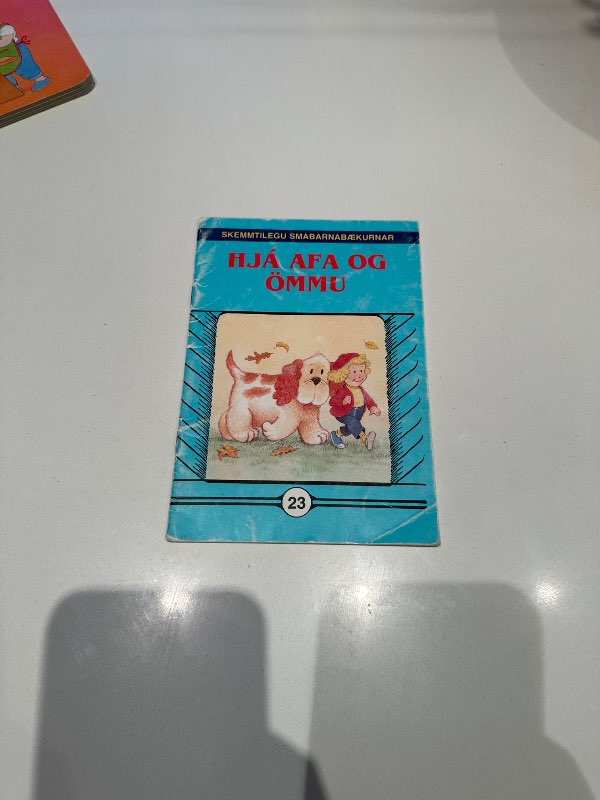 SKEMMTILEGU SMÁBARNABÆKURNAR
HJÁ AFA OG
ÖMMU
23